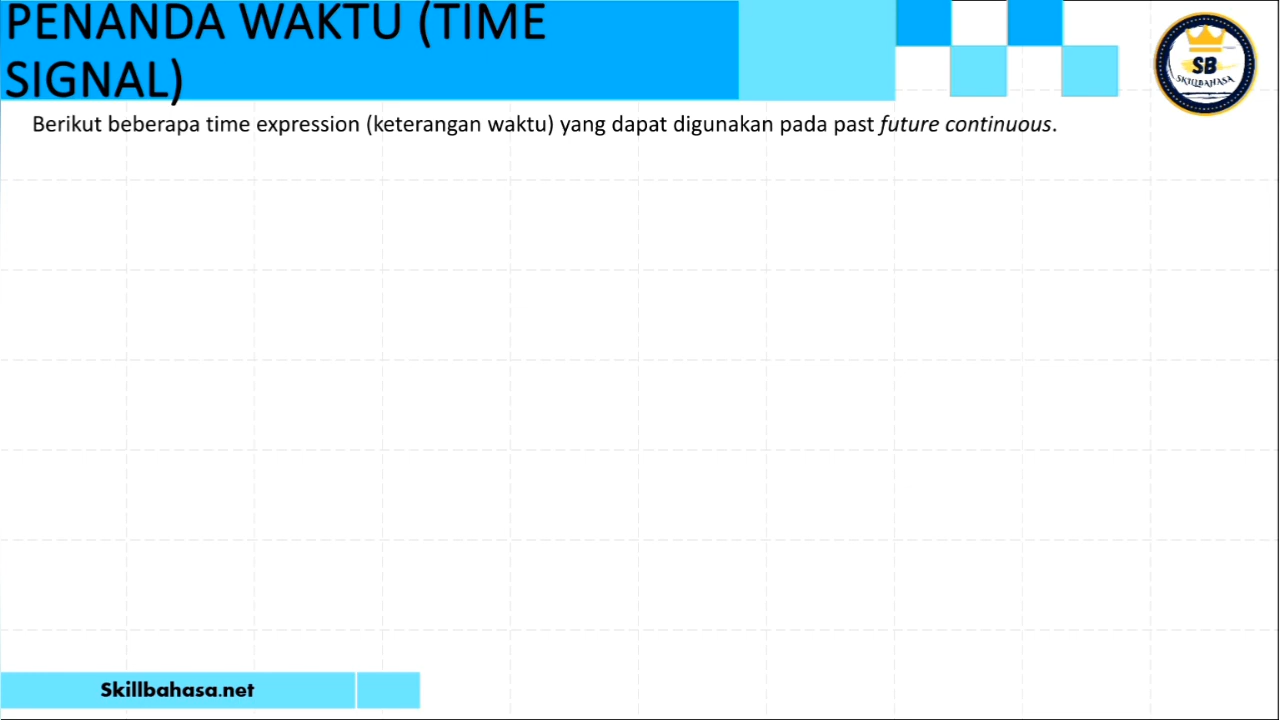 PENANDA WAKTU (TIME
SIGNAL)
SB
SKILLBAHASA
Berikut beberapa time expression (keterangan waktu) yang dapat digunakan pada past future continuous.
Skillbahasa.net